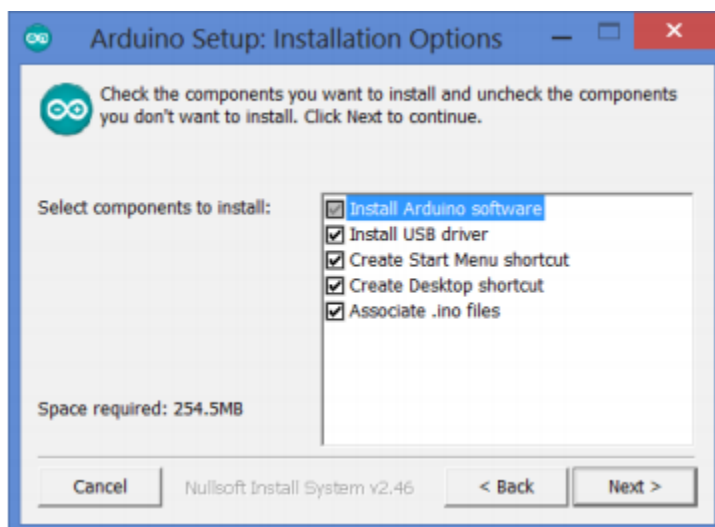 Arduino Setup: Installation Options
Check the components you want to install and uncheck the components
you don't want to install. Click Next to continue.
Select components to install:
Install Arduino software
Install USB driver
Create Start Menu shortcut
Create Desktop shortcut
Associate .ino files
Space required: 254.5MB
Cancel
Nullsoft Install System v2.46
< Back
Next >